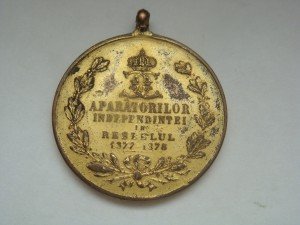 APARATORILOR
INDEPENDINTEI
IN
RESBELUL
1877-1878